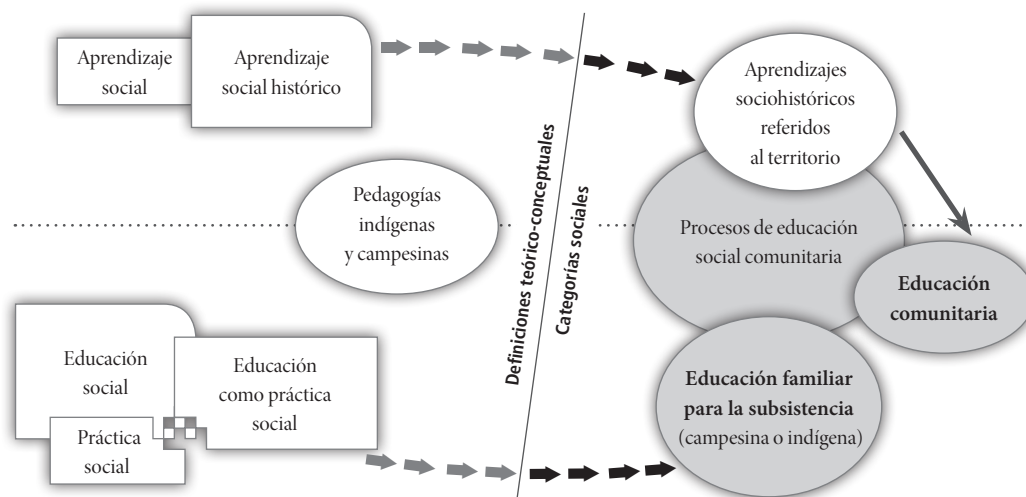 Aprendizaje
social
Aprendizaje
social histórico
Pedagogías
indígenas
y campesinas
Educación
social
Práctica
social
Educación
como práctica
social
Definiciones teórico-conceptuales
Categorías sociales
Aprendizajes
sociohistóricos
referidos
al territorio
Procesos de educación
social comunitaria
Educación
comunitaria
Educación familiar
para la subsistencia
(campesina o indígena)